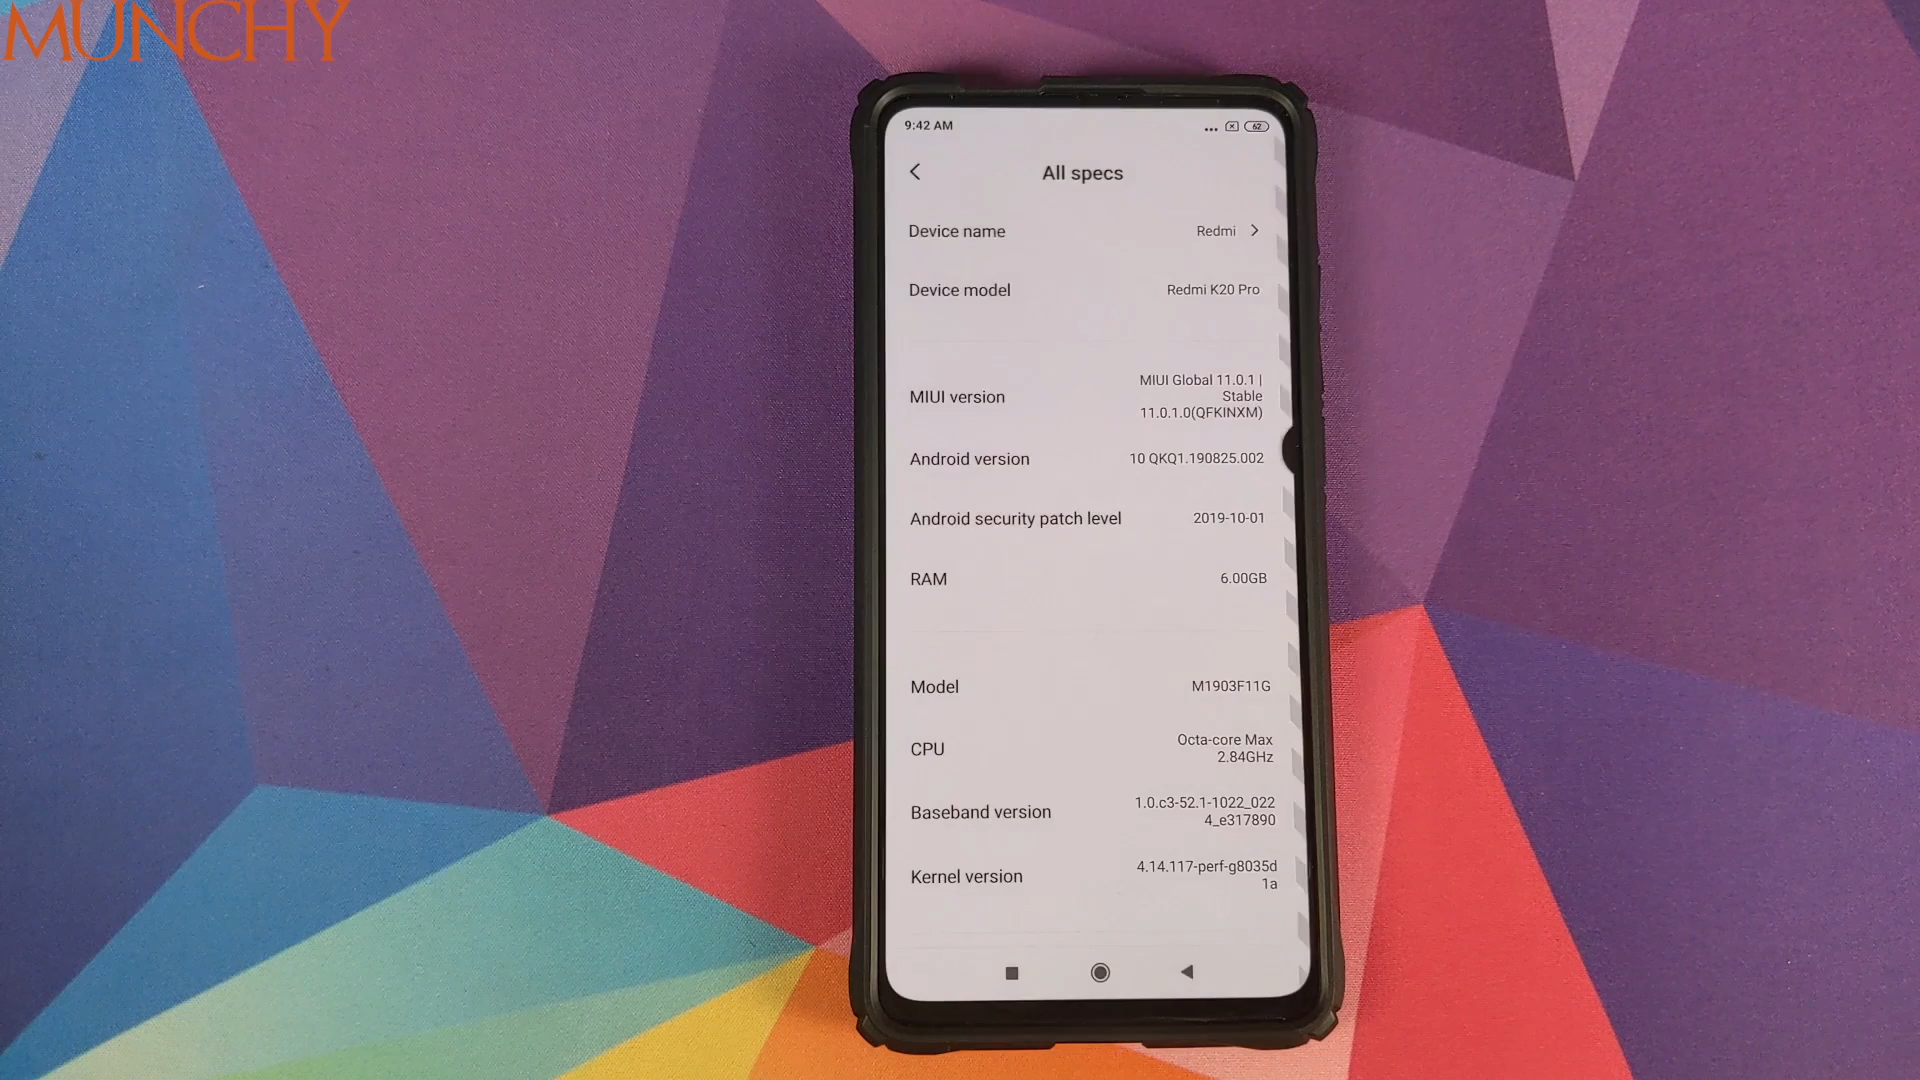 MUNCHY
9:42 AM
62
All specs
Device name Redmi
Device model Redmi K20 Pro
MIUI version MIUI Global 11.0.1 |
Stable
11.0.1.0(QFKINXM)
Android version 10 QKQ1.190825.002
Android security patch level 2019-10-01
RAM 6.00GB
Model M1903F11G
CPU Octa-core Max
2.84GHz
Baseband version 1.0.c3-52.1-1022_022
4_e317890
Kernel version 4.14.117-perf-g8035d
1a